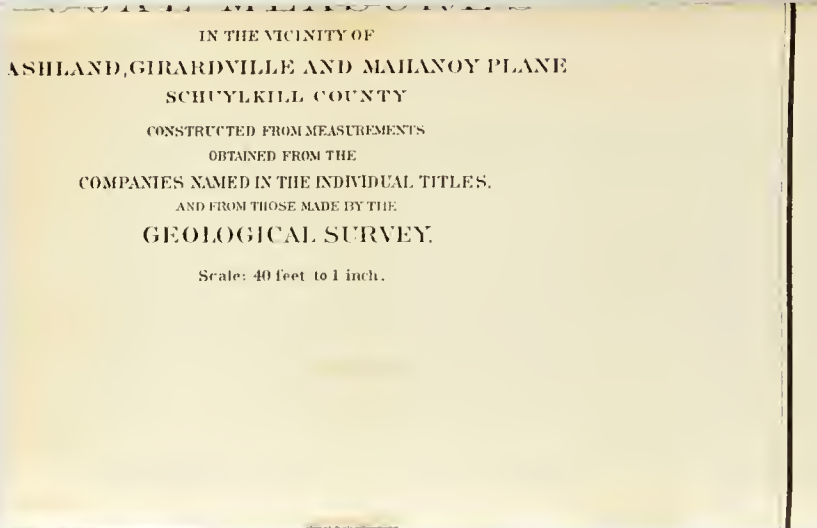 IN THE VICINITY OF
ASHLAND, GIRARDVILLE AND MAHANOY PLANE
SCHUYLKILL COUNTY
CONSTRUCTED FROM MEASUREMENTS
OBTAINED FROM THE
COMPANIES NAMED IN THE INDIVIDUAL TITLES,
AND FROM THOSE MADE BY THE
GEOLOGICAL SURVEY.
Scale: 40 feet to 1 inch.